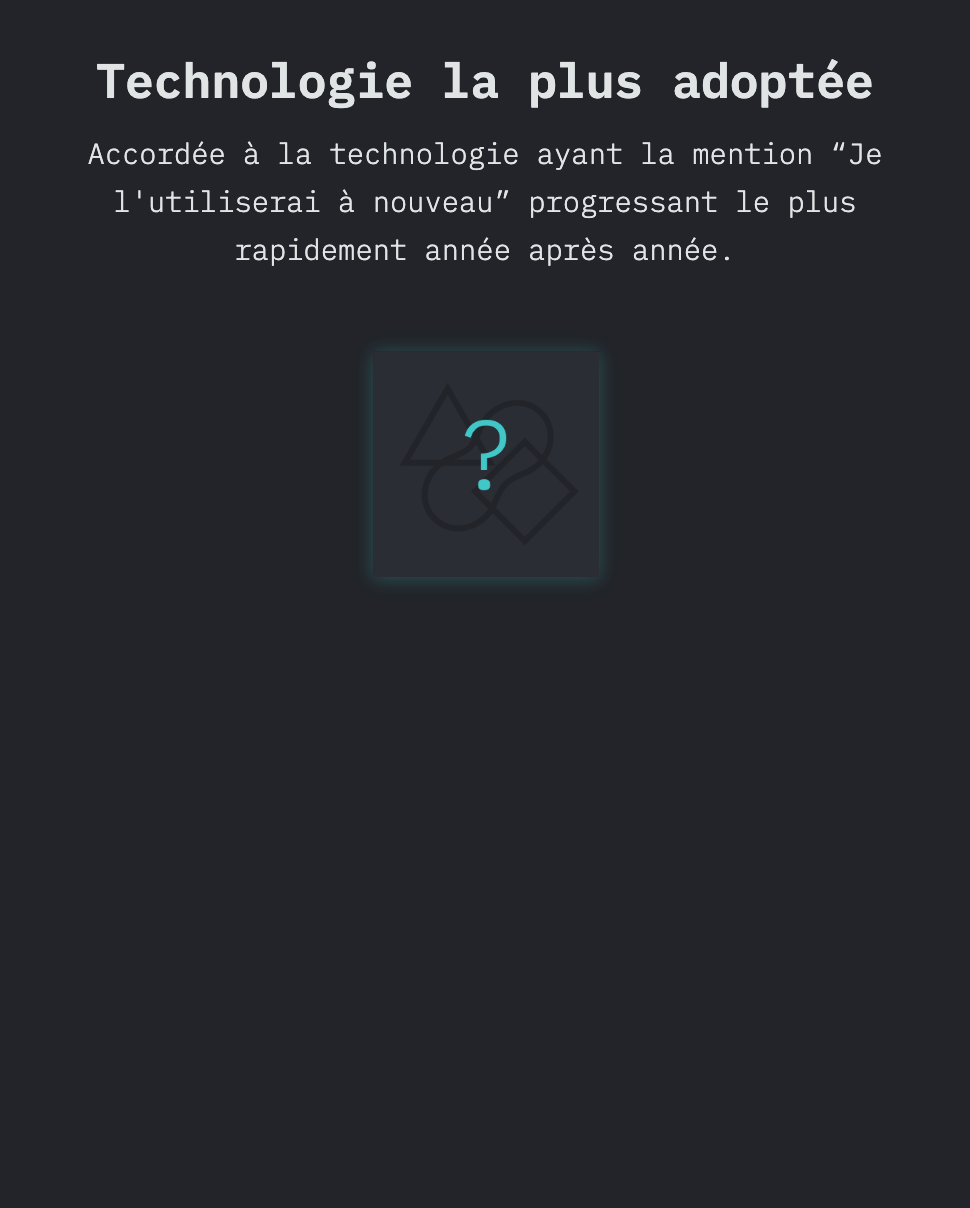 Technologie la plus adoptée
Accordée à la technologie ayant la mention “Je
l'utiliserai à nouveau” progressant le plus
rapidement année après année.
?